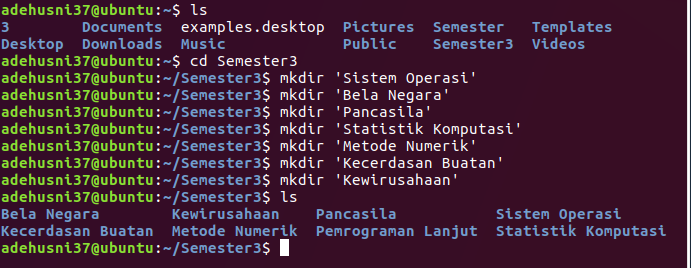 adehusni37@ubuntu:~$ ls
3 Documents examples.desktop Pictures Semester Templates
Desktop Downloads Music Public Semester3 Videos
adehusni37@ubuntu:~$ cd Semester3
adehusni37@ubuntu:~/Semester3$ mkdir 'Sistem Operasi'
adehusni37@ubuntu:~/Semester3$ mkdir 'Bela Negara'
adehusni37@ubuntu:~/Semester3$ mkdir 'Pancasila'
adehusni37@ubuntu:~/Semester3$ mkdir 'Statistik Komputasi'
adehusni37@ubuntu:~/Semester3$ mkdir 'Metode Numerik'
adehusni37@ubuntu:~/Semester3$ mkdir 'Kecerdasan Buatan'
adehusni37@ubuntu:~/Semester3$ mkdir 'Kewirusahaan'
adehusni37@ubuntu:~/Semester3$ ls
Bela Negara Kewirusahaan Pancasila Sistem Operasi
Kecerdasan Buatan Metode Numerik Pemrograman Lanjut Statistik Komputasi
adehusni37@ubuntu:~/Semester3$